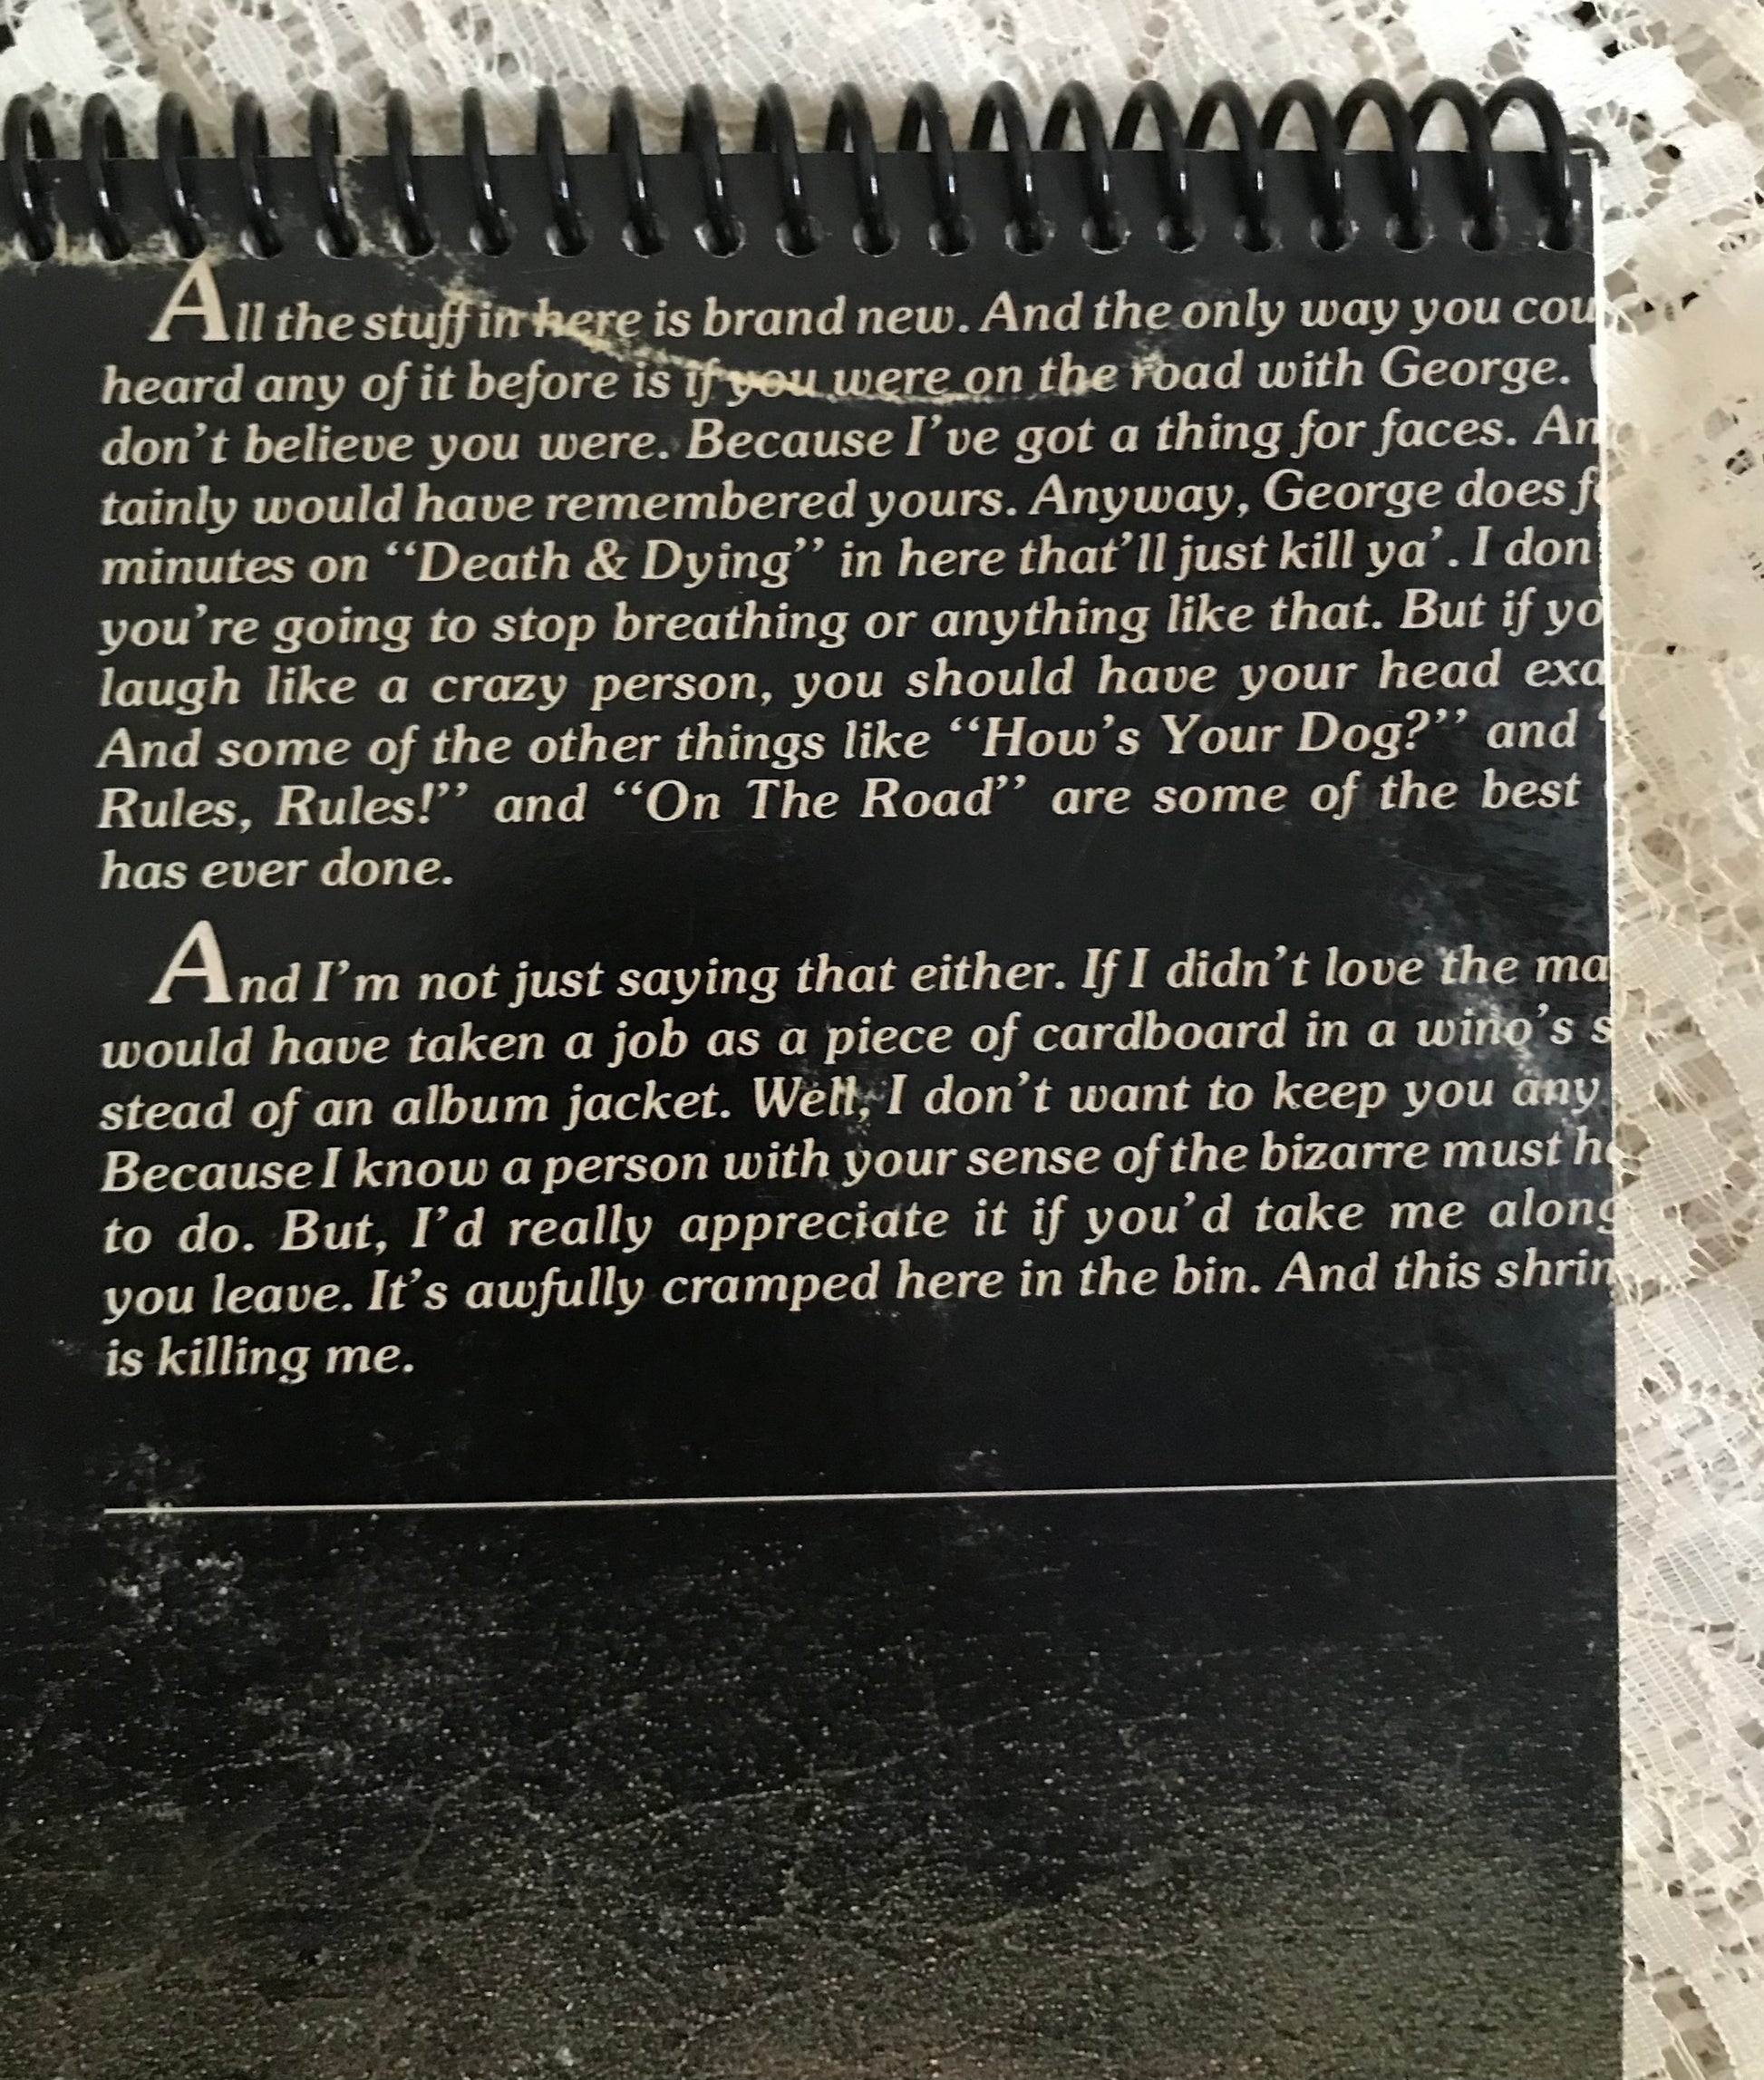 All the stuff in here is brand new. And the only way you cou
heard any of it before is if you were on the road with George.
don't believe you were. Because I've got a thing for faces. An
tainly would have remembered yours. Anyway, George does f
minutes on “Death & Dying” in here that'll just kill ya'. I don'
you're going to stop breathing or anything like that. But if yo
laugh like a crazy person, you should have your head exa
And some of the other things like “How's Your Dog?” and “
Rules, Rules!” and “On The Road” are some of the best
has ever done.
And I'm not just saying that either. If I didn't love the ma
would have taken a job as a piece of cardboard in a wino's s
stead of an album jacket. Well, I don't want to keep you any
Because I know a person with your sense of the bizarre must ha
to do. But, I'd really appreciate it if you'd take me along
you leave. It's awfully cramped here in the bin. And this shrin
is killing me.